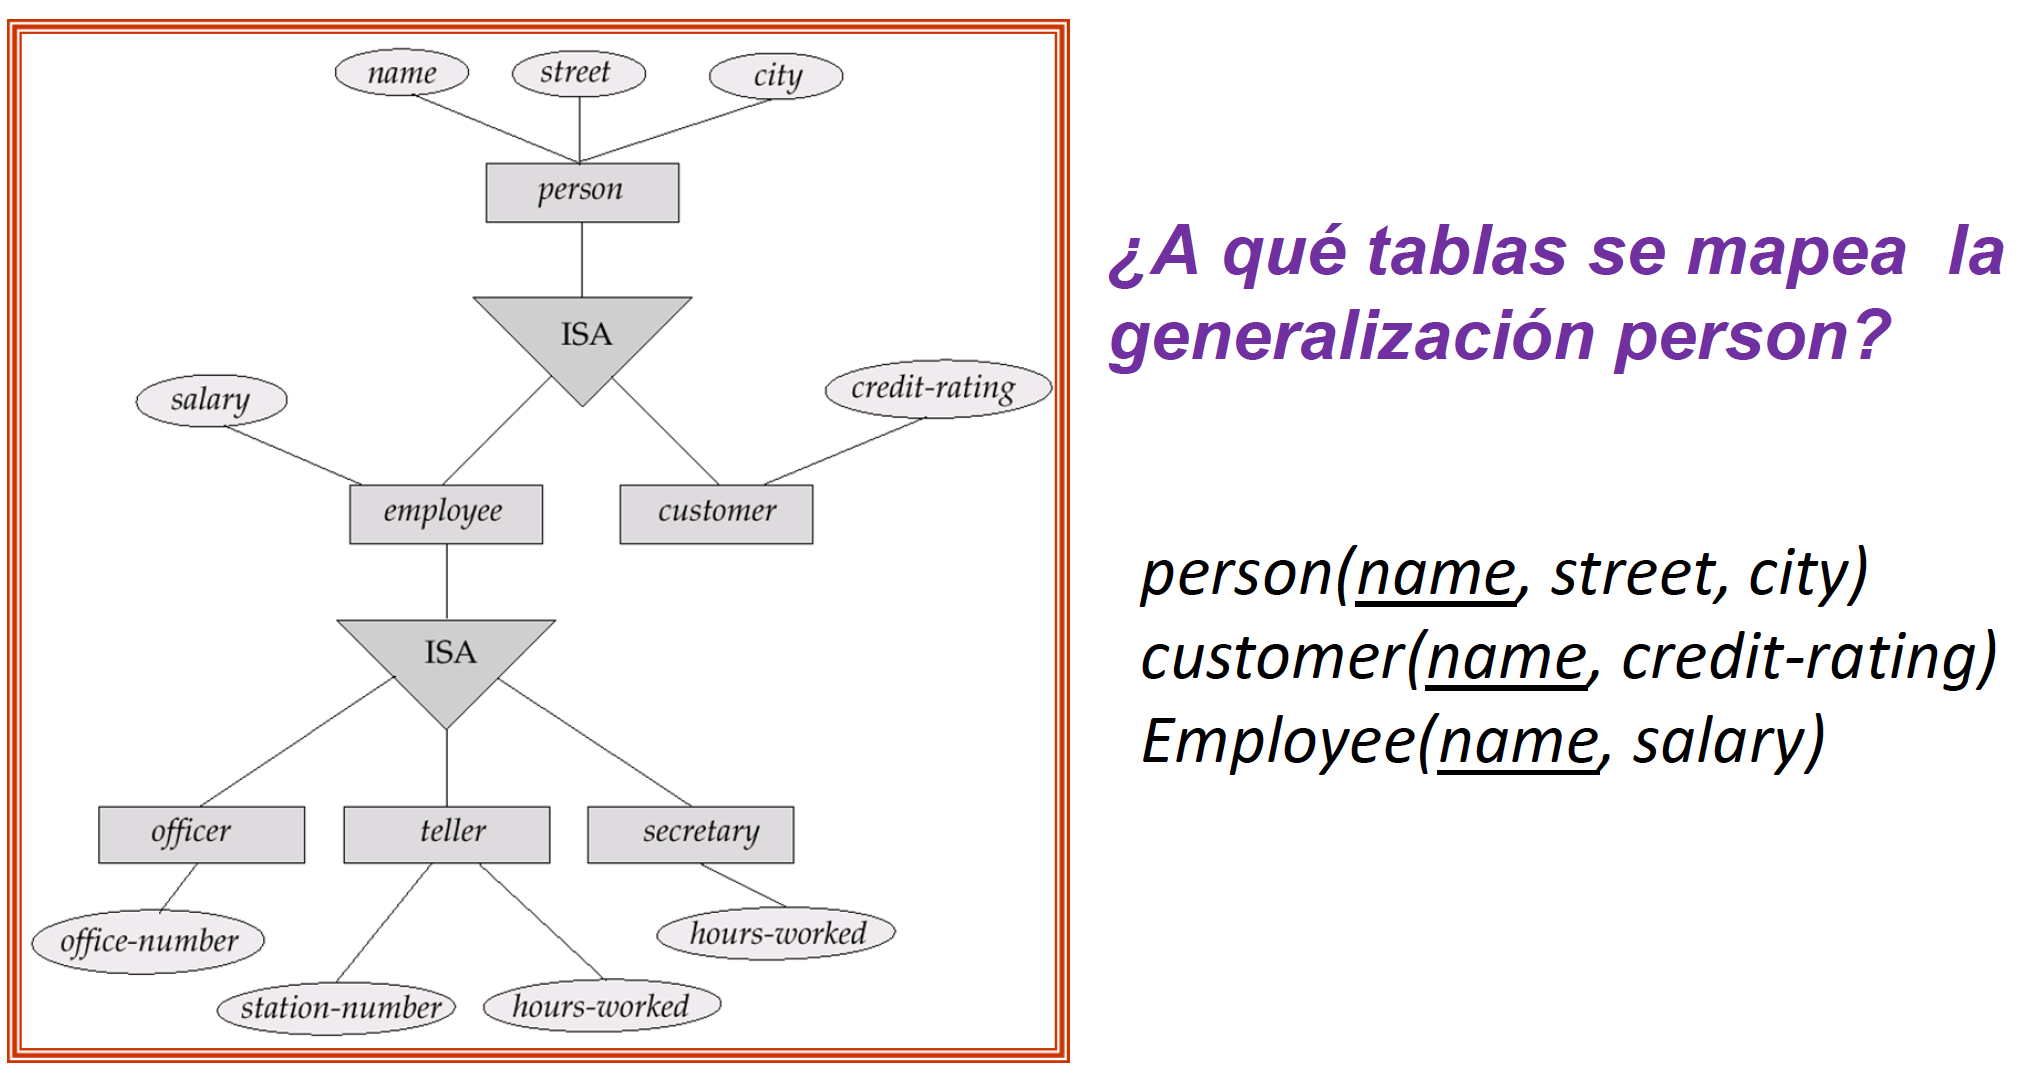 name
street
city
person
ISA
salary
credit-rating
employee
customer
ISA
officer
teller
secretary
office-number
hours-worked
station-number
hours-worked
¿A qué tablas se mapea  la
generalización person?
person(name, street, city)
customer(name, credit-rating)
Employee(name, salary)